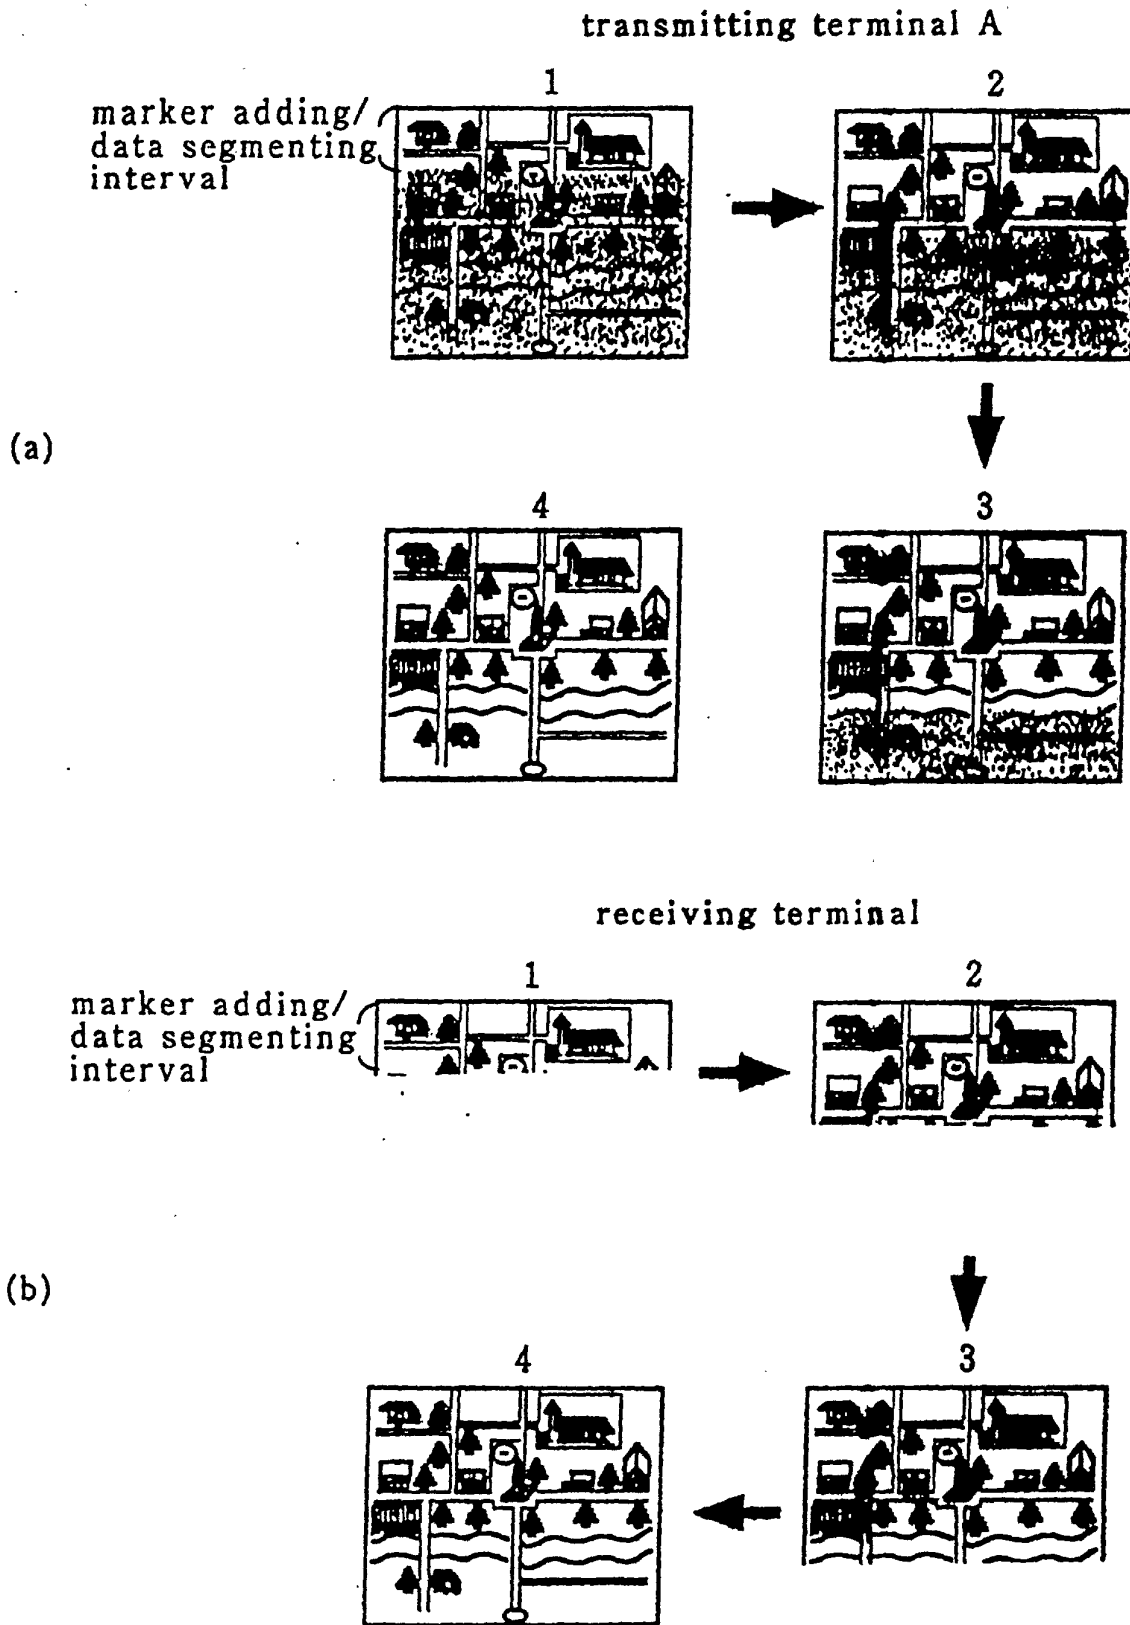 transmitting terminal A
1
2
marker adding/
data segmenting
interval
(a)
4
3
receiving terminal
1
2
marker adding/
data segmenting
interval
(b)
4
3